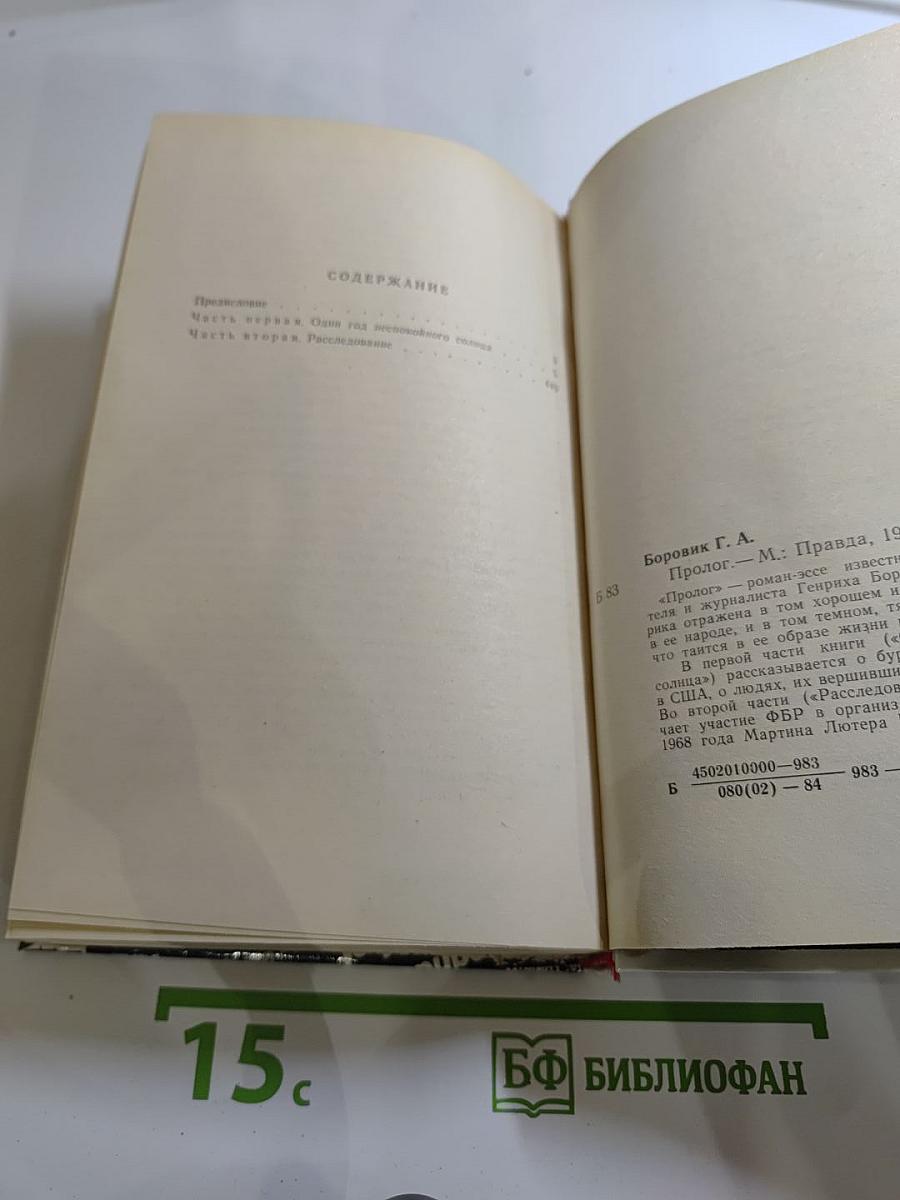 СОДЕРЖАНИЕ
Предисловие
Часть первая. Один год неспокойного солнца
Часть вторая. Расследование
Боровик Г. А.
Б 83
Пролог.— М.: Правда, 19
«Пролог» — роман-эссе известн
теля и журналиста Генриха Бор
рика отражена в том хорошем и
в ее народе, и в том темном, тя
что таится в ее образе жизни
В первой части книги («
солнца») рассказывается о бур
в США, о людях, их вершивши
Во второй части («Расследов
чает участие ФБР в организ
1968 года Мартина Лютера
Б 4502010000—983
080(02) — 84 983 —
15 с
БФ БИБЛИОФАН